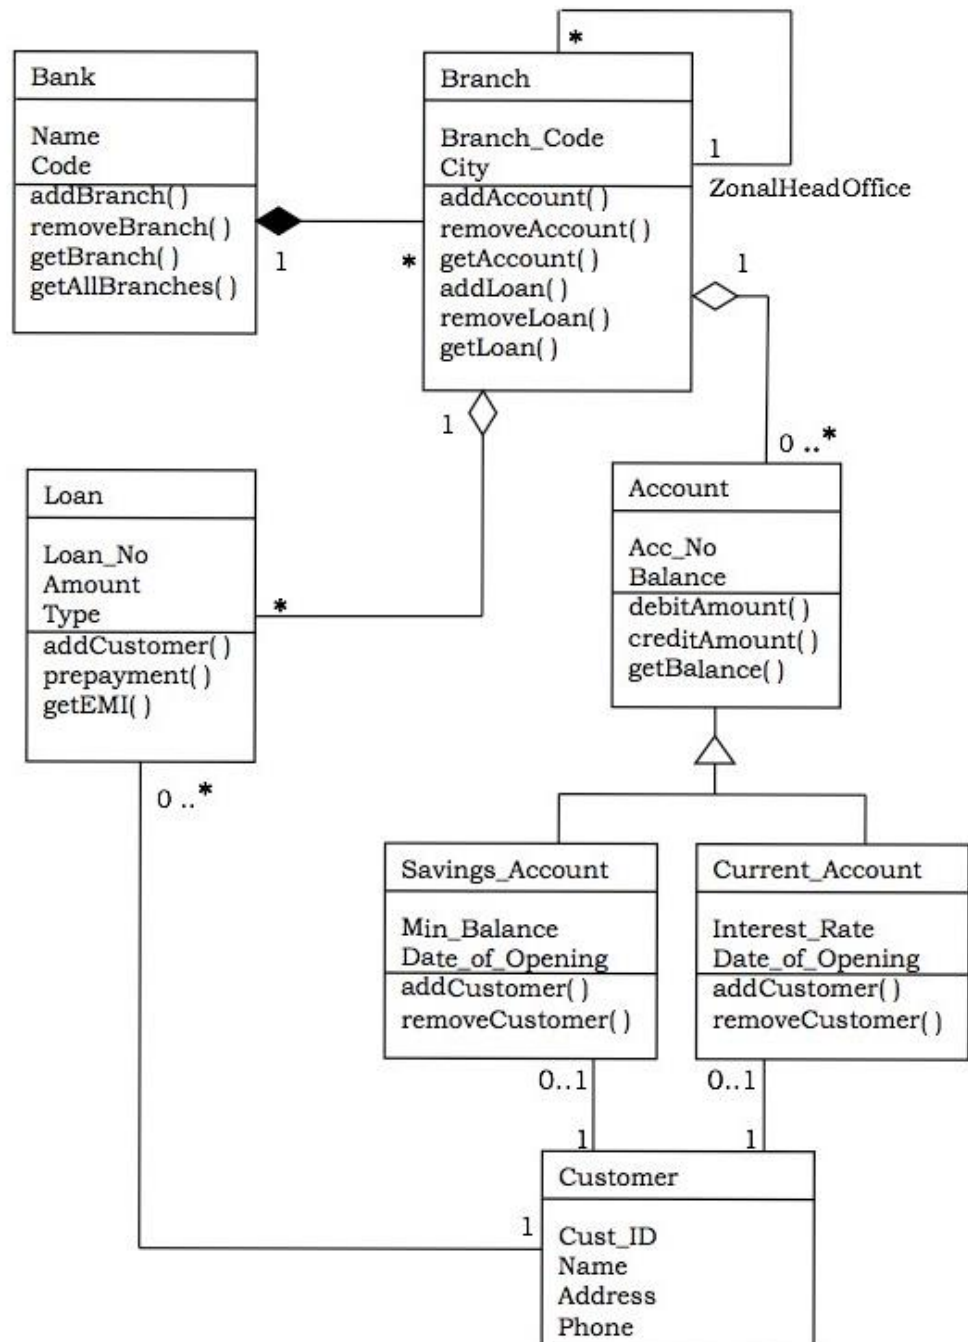 Bank
Name
Code
addBranch( )
removeBranch( )
getBranch( )
getAllBranches( )
1
*
Branch
Branch_Code
City
addAccount( )
removeAccount( )
getAccount( )
addLoan( )
removeLoan( )
getLoan( )
*
1
ZonalHeadOffice
1
0 ..*
1
*
Loan
Loan_No
Amount
Type
addCustomer( )
prepayment( )
getEMI( )
0 ..*
1
Account
Acc_No
Balance
debitAmount( )
creditAmount( )
getBalance( )
Savings_Account
Min_Balance
Date_of_Opening
addCustomer( )
removeCustomer( )
0..1
1
Current_Account
Interest_Rate
Date_of_Opening
addCustomer( )
removeCustomer( )
0..1
1
Customer
Cust_ID
Name
Address
Phone